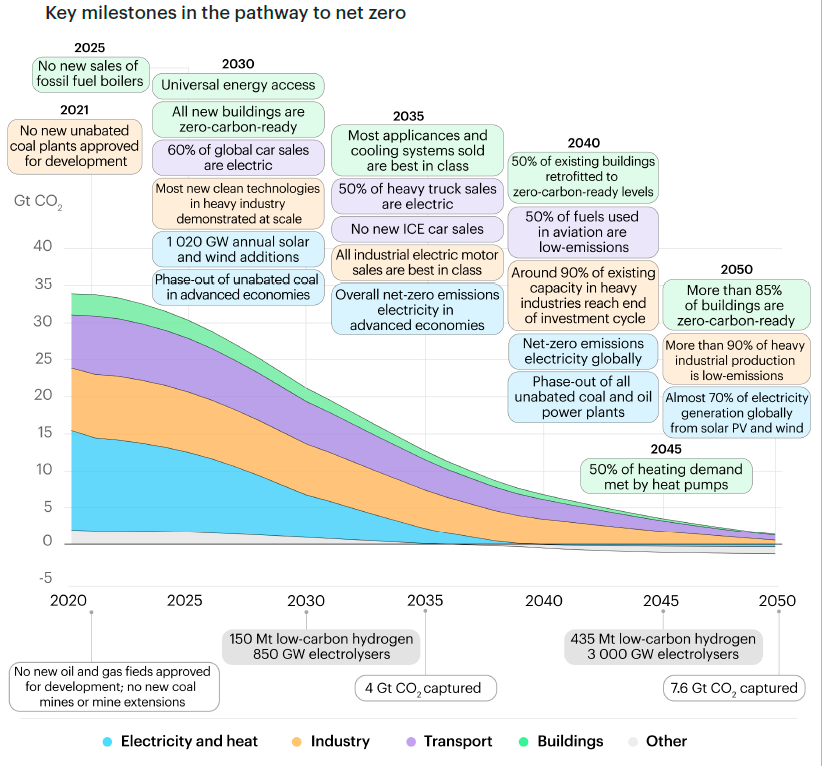 Key milestones in the pathway to net zero
2025
No new sales of
fossil fuel boilers
2021
No new unabated
coal plants approved
for development
2030
Universal energy access
All new buildings are
zero-carbon-ready
60% of global car sales
are electric
Most new clean technologies
in heavy industry
demonstrated at scale
1 020 GW annual solar
and wind additions
Phase-out of unabated coal
in advanced economies
2035
Most applicances and
cooling systems sold
are best in class
50% of heavy truck sales
are electric
No new ICE car sales
All industrial electric motor
sales are best in class
Overall net-zero emissions
electricity in
advanced economies
2040
50% of existing buildings
retrofitted to
zero-carbon-ready levels
50% of fuels used
in aviation are
low-emissions
Around 90% of existing
capacity in heavy
industries reach end
of investment cycle
Net-zero emissions
electricity globally
Phase-out of all
unabated coal and oil
power plants
2050
More than 85%
of buildings are
zero-carbon-ready
More than 90% of heavy
industrial production
is low-emissions
Almost 70% of electricity
generation globally
from solar PV and wind
2045
50% of heating demand
met by heat pumps
Gt CO2
40
35
30
25
20
15
10
5
0
-5
2020
2025
2030
2035
2040
2045
2050
No new oil and gas fieds approved
for development; no new coal
mines or mine extensions
150 Mt low-carbon hydrogen
850 GW electrolysers
4 Gt CO2 captured
435 Mt low-carbon hydrogen
3 000 GW electrolysers
7.6 Gt CO2 captured
Electricity and heat
Industry
Transport
Buildings
Other